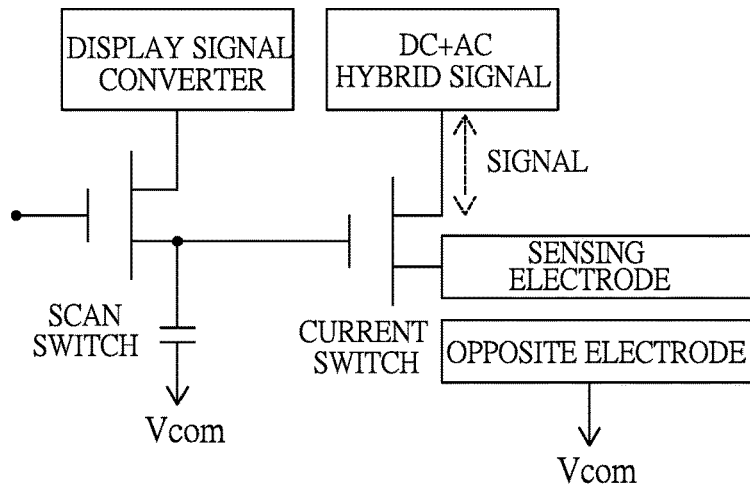 DISPLAY SIGNAL
CONVERTER
DC+AC
HYBRID SIGNAL
SIGNAL
SENSING
ELECTRODE
SCAN
SWITCH
CURRENT
SWITCH
OPPOSITE ELECTRODE
Vcom
Vcom